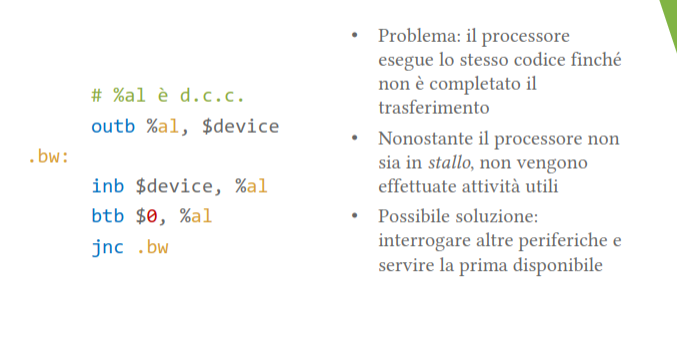 # %al è d.c.c.
outb %al, $device
.bw:
inb $device, %al
btb $0, %al
jnc .bw
• Problema: il processore
esegue lo stesso codice finché
non è completato il
trasferimento
• Nonostante il processore non
sia in stallo, non vengono
effettuate attività utili
• Possibile soluzione:
interrogare altre periferiche e
servire la prima disponibile